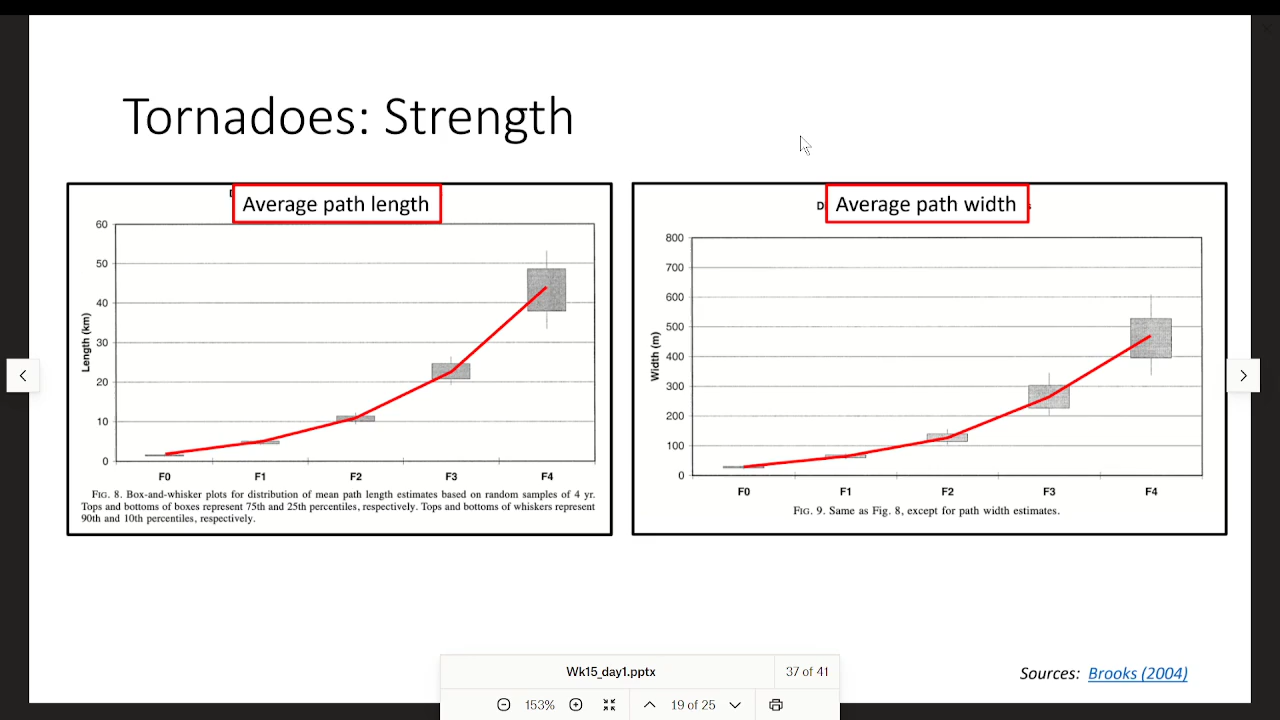 Tornadoes: Strength
Average path length
60
50
40
30
20
10
0
Length (km)
F0 F1 F2 F3 F4
FIG. 8. Box-and-whisker plots for distribution of mean path length estimates based on random samples of 4 yr.
Tops and bottoms of boxes represent 75th and 25th percentiles, respectively. Tops and bottoms of whiskers represent
90th and 10th percentiles, respectively.
Average path width
800
700
600
500
400
300
200
100
0
Width (m)
F0 F1 F2 F3 F4
FIG. 9. Same as Fig. 8, except for path width estimates.
Sources: Brooks (2004)
Wk15_day1.pptx
37 of 41
153%
19 of 25